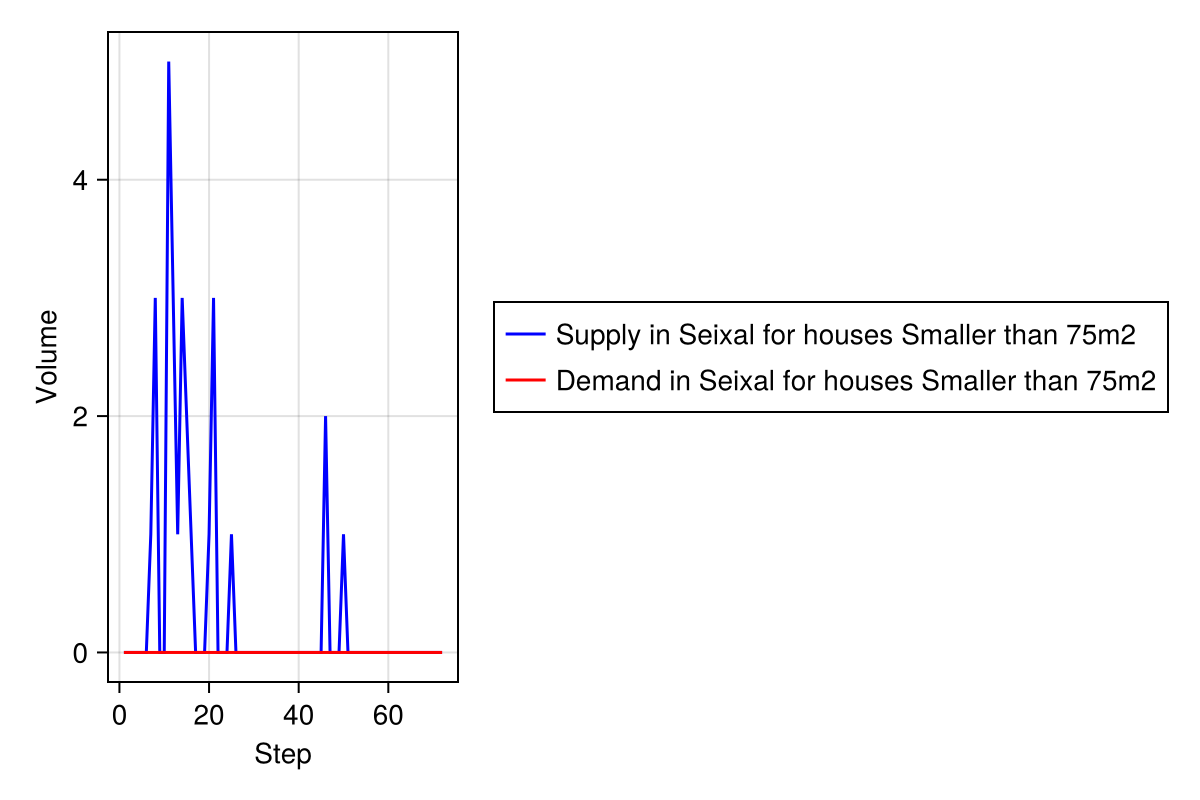 4
2
0
Volume
0 20 40 60
Step
Supply in Seixal for houses Smaller than 75m2
Demand in Seixal for houses Smaller than 75m2